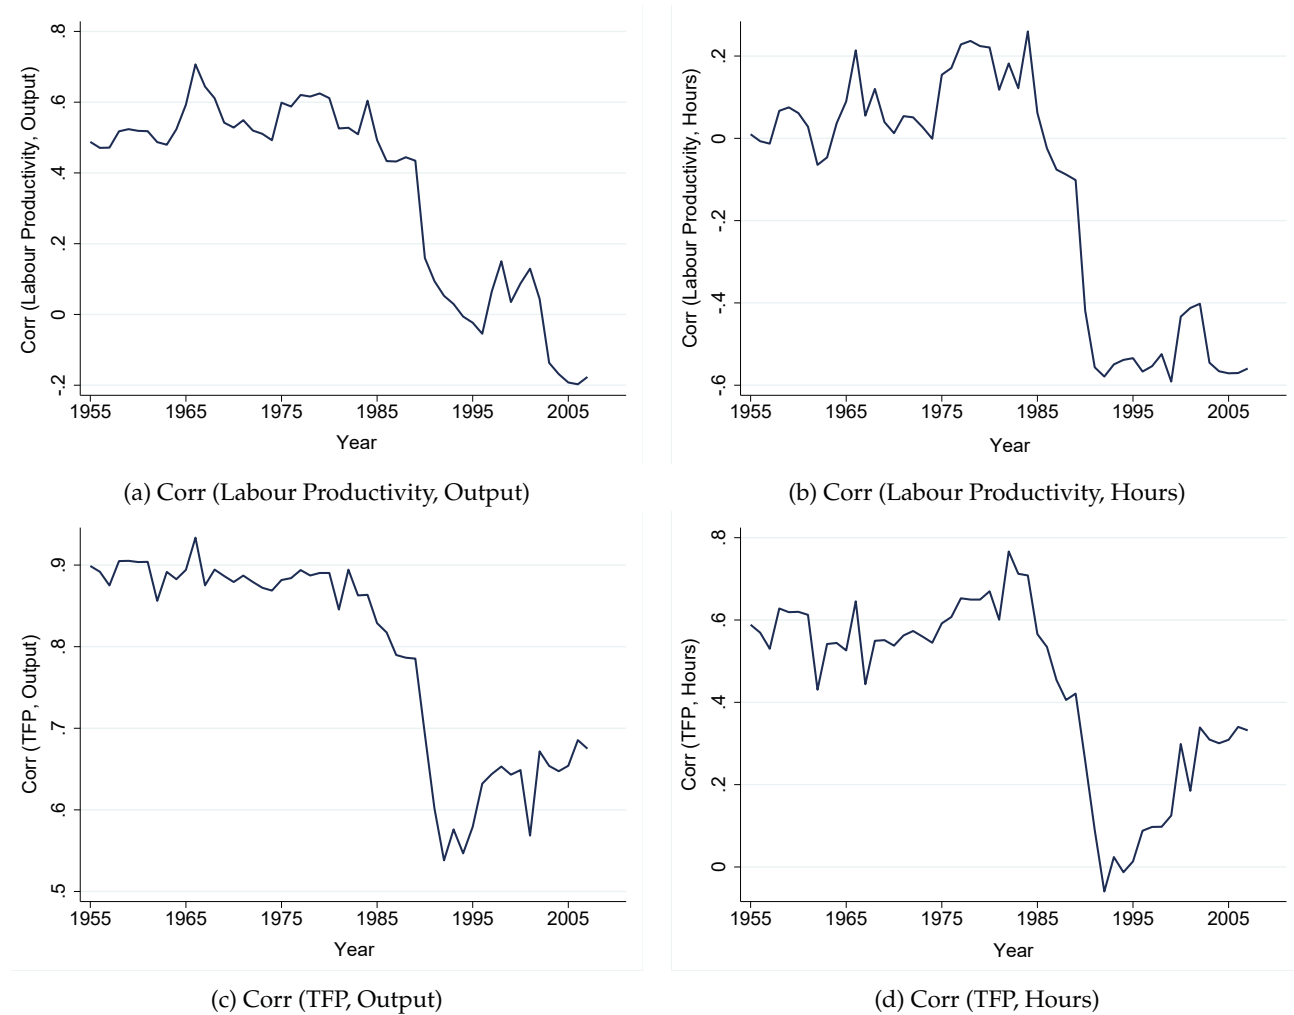 Corr (Labour Productivity, Output)
.8
.6
.4
.2
0
-.2
1955 1965 1975 1985 1995 2005
Year
(a) Corr (Labour Productivity, Output)
Corr (Labour Productivity, Hours)
.2
0
-.2
-.4
-.6
1955 1965 1975 1985 1995 2005
Year
(b) Corr (Labour Productivity, Hours)
Corr (TFP, Output)
.9
.8
.7
.6
.5
1955 1965 1975 1985 1995 2005
Year
(c) Corr (TFP, Output)
Corr (TFP, Hours)
.8
.6
.4
.2
0
1955 1965 1975 1985 1995 2005
Year
(d) Corr (TFP, Hours)